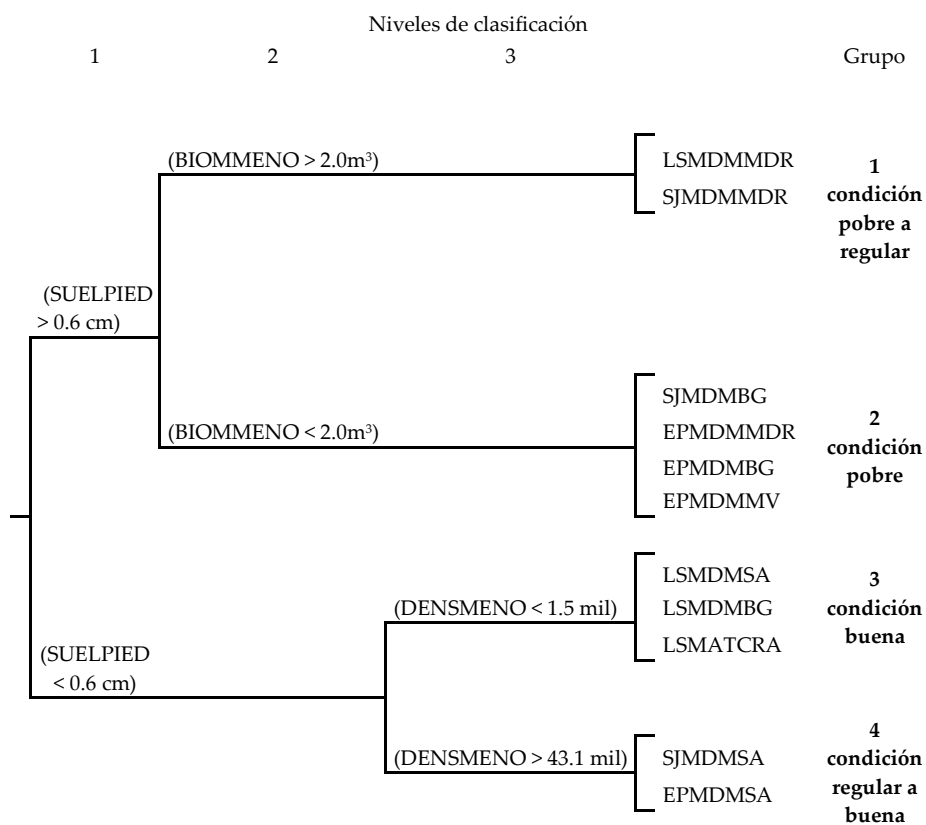 Niveles de clasificación
1 2 3 Grupo
(BIOMMENO > 2.0m³)
LSMDMMDR
SJMDMMDR
1
condición
pobre a
regular
(SUELPIED
> 0.6 cm)
(BIOMMENO < 2.0m³)
SJMDMBG
EPMDMMDR
EPMDMBG
EPMDMMV
2
condición
pobre
(SUELPIED
< 0.6 cm)
(DENSMENO < 1.5 mil)
LSMDMSA
LSMDMBG
LSMATCRA
3
condición
buena
(DENSMENO > 43.1 mil)
SJMDMSA
EPMDMSA
4
condición
regular a
buena